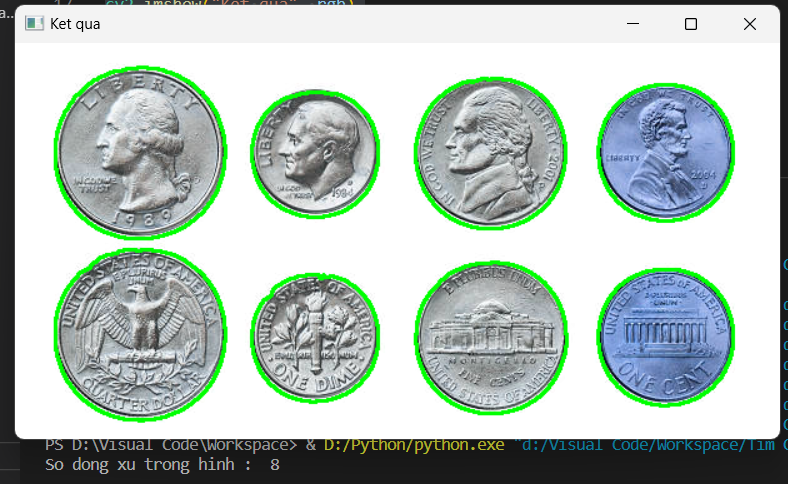 a...
17 cv2.imshow("Ket qua", rgb)
Ket qua
LIBERTY
IN GOD WE
TRUST
1989
LIBERTY
IN GOD
WE TRUST
1984
IN GOD WE TRUST
LIBERTY
2001
P
IN GOD WE TRUST
LIBERTY
2004
D
UNITED STATES OF AMERICA
E PLURIBUS
UNUM
QUARTER DOLLAR
UNITED STATES OF AMERICA
E PLURIBUS UNUM
ONE DIME
E PLURIBUS UNUM
MONTICELLO
FIVE CENTS
UNITED STATES OF AMERICA
UNITED STATES OF AMERICA
E PLURIBUS
UNUM
ONE CENT
PS D:\Visual Code\Workspace> & D:/Python/python.exe "d:/Visual Code/Workspace/Tim
So dong xu trong hinh :  8